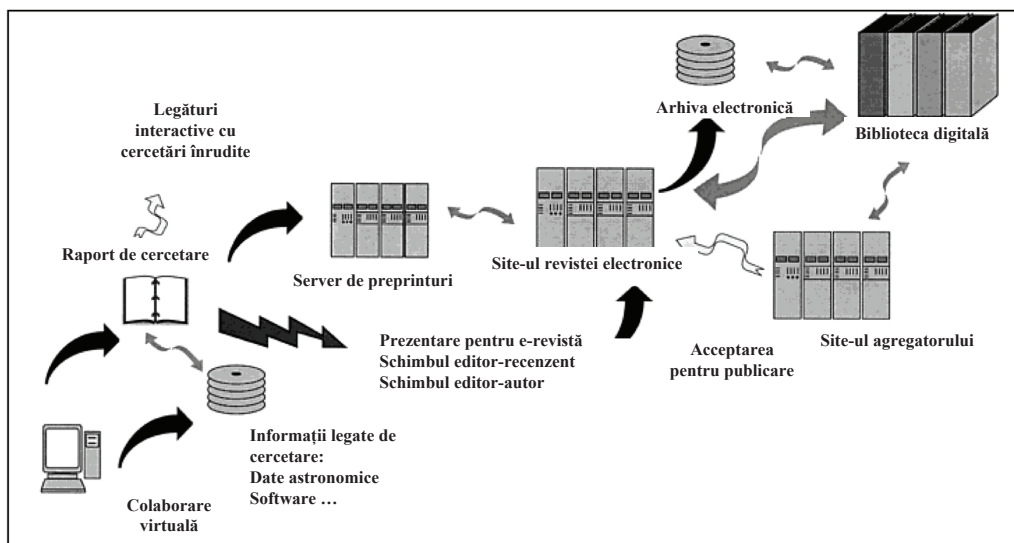 Legături
interactive cu
cercetări înrudite
Arhiva electronică
Biblioteca digitală
Raport de cercetare
Server de preprinturi
Site-ul revistei electronice
Site-ul agregatorului
Prezentare pentru e-revistă
Schimbul editor-recenzent
Schimbul editor-autor
Acceptarea
pentru publicare
Informații legate de
cercetare:
Date astronomice
Software …
Colaborare
virtuală